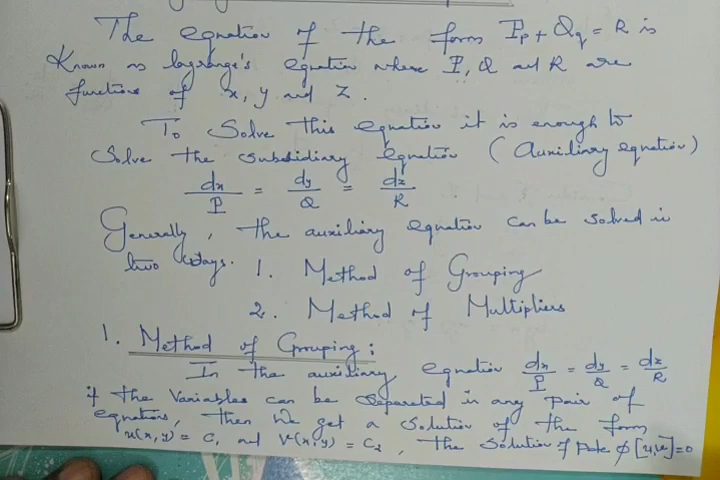 The equation of the form Pp + Qq = R is
Known as lagrange's equation where P, Q and R are
functions of x, y and z.
To Solve this equation it is enough to
Solve the subsidiary equation (Auxiliary equation)
dx/P = dy/Q = dz/R
Generally, the auxiliary equation can be solved in
two ways. 1. Method of Grouping
2. Method of Multipliers
1. Method of Grouping:
In the auxiliary equation dx/P = dy/Q = dz/R
if the variables can be separated in any pair of
equations, then we get a solution of the form
u(x,y) = C₁ and v(x,y) = C₂, the solution of pde ϕ[u,v]=0